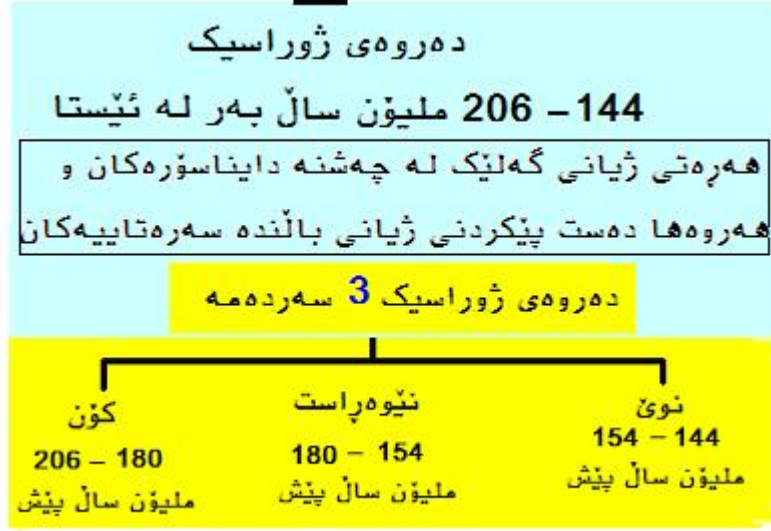 دەروەی ژوراسیک
206 – 144 ملیۆن ساڵ بەر لە ئێستا
هەڕەتی ژیانی گەلێک لە چەشنە دایناسۆرەکان و
هەروەها دەست پێکردنی ژیانی باڵندە سەرەتاییەکان
دەروەی ژوراسیک 3 سەردەمە
نوێ
154 – 144
ملیۆن ساڵ پێش
نێوەڕاست
180 – 154
ملیۆن ساڵ پێش
کۆن
206 – 180
ملیۆن ساڵ پێش